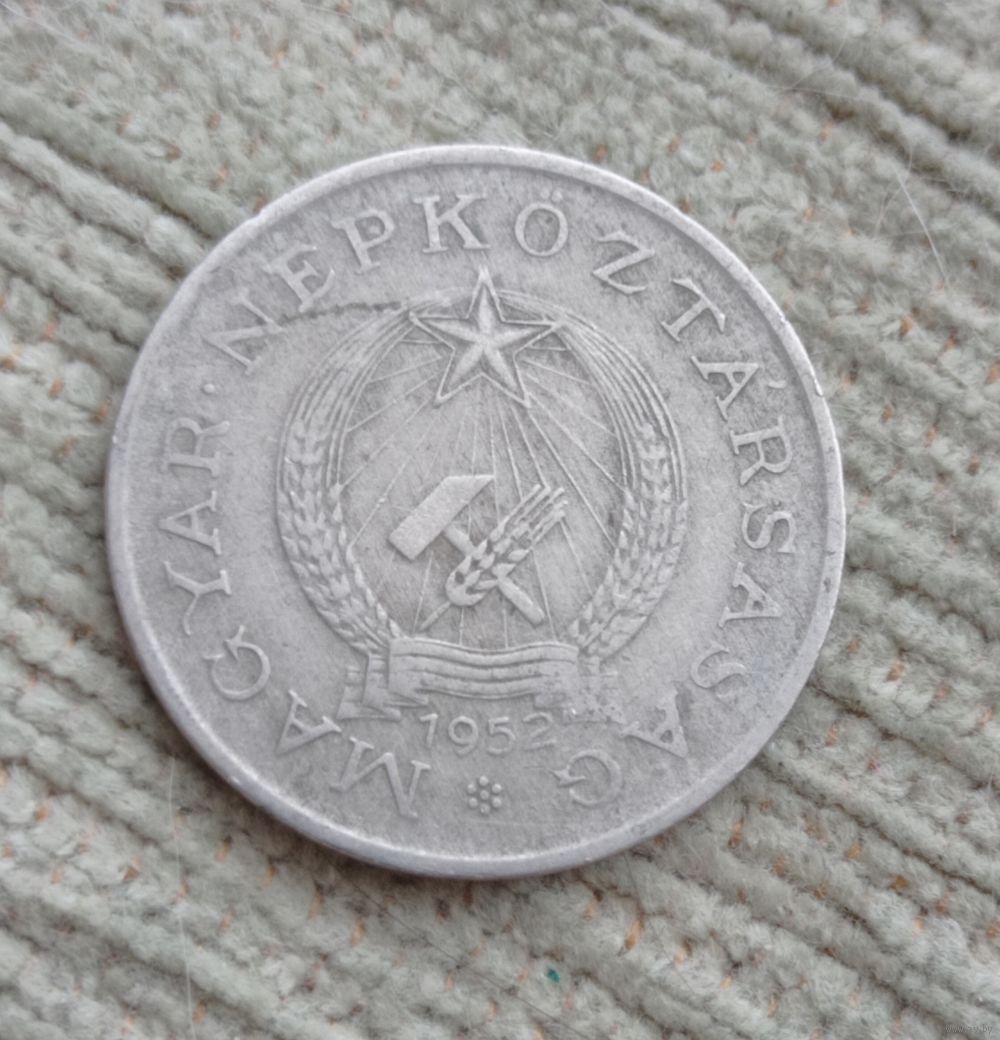 MAGYAR · NÉPKÖZTÁRSASÁG
1952